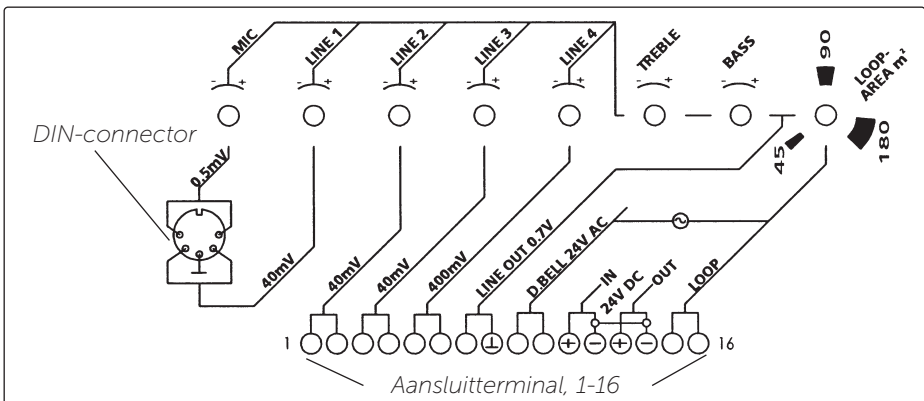 MIC
LINE 1
LINE 2
LINE 3
LINE 4
TREBLE
BASS
90
LOOP-
AREA m²
- +
- +
- +
- +
- +
- +
- +
DIN-connector
45
180
0.5mV
40mV
40mV
40mV
400mV
LINE OUT 0.7V
D.BELL 24V AC
IN
24V DC
OUT
LOOP
1
+ − + −
16
Aansluitterminal, 1-16